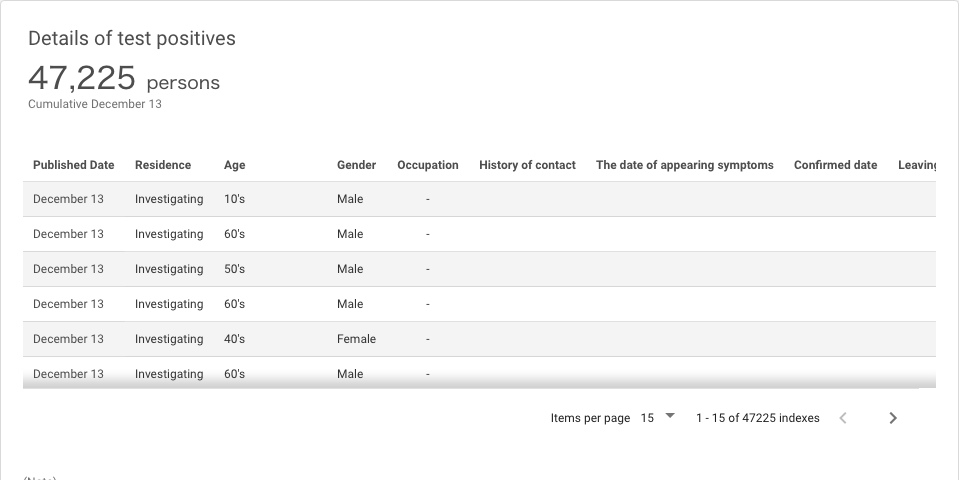 Details of test positives
47,225 persons
Cumulative December 13
Published Date Residence Age Gender Occupation History of contact The date of appearing symptoms Confirmed date Leaving
December 13 Investigating 10's Male -
December 13 Investigating 60's Male -
December 13 Investigating 50's Male -
December 13 Investigating 60's Male -
December 13 Investigating 40's Female -
December 13 Investigating 60's Male -
Items per page 15 1 - 15 of 47225 indexes